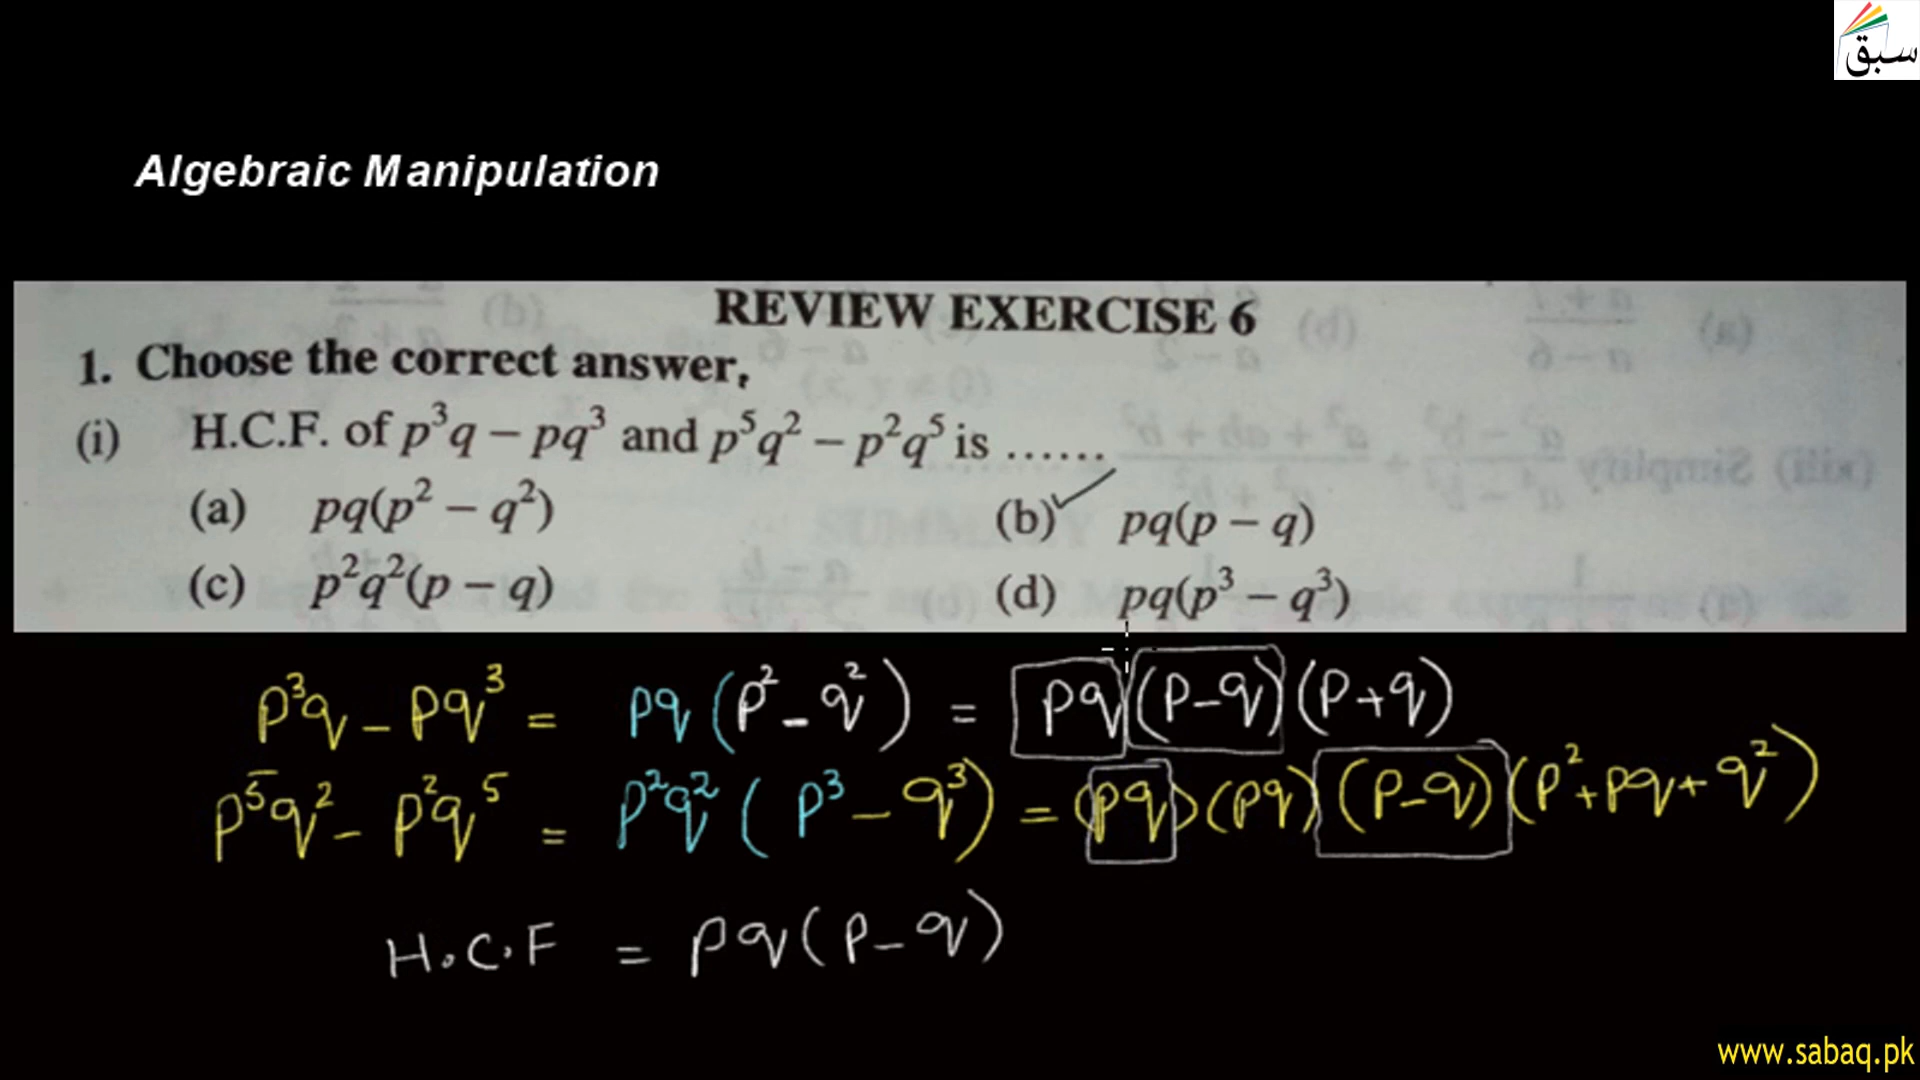 سبق
Algebraic Manipulation
REVIEW EXERCISE 6
1. Choose the correct answer,
(i) H.C.F. of p³q – pq³ and p⁵q² – p²q⁵ is ......
(a) pq(p² – q²) (b) ✓ pq(p – q)
(c) p²q²(p – q) (d) pq(p³ – q³)
p³q – pq³ = pq (p² – q²) = pq (p–q) (p+q)
p⁵q² – p²q⁵ = p²q² (p³ – q³) = (pq) (pq) (p–q) (p²+pq+q²)
H.C.F = pq (p–q)
www.sabaq.pk